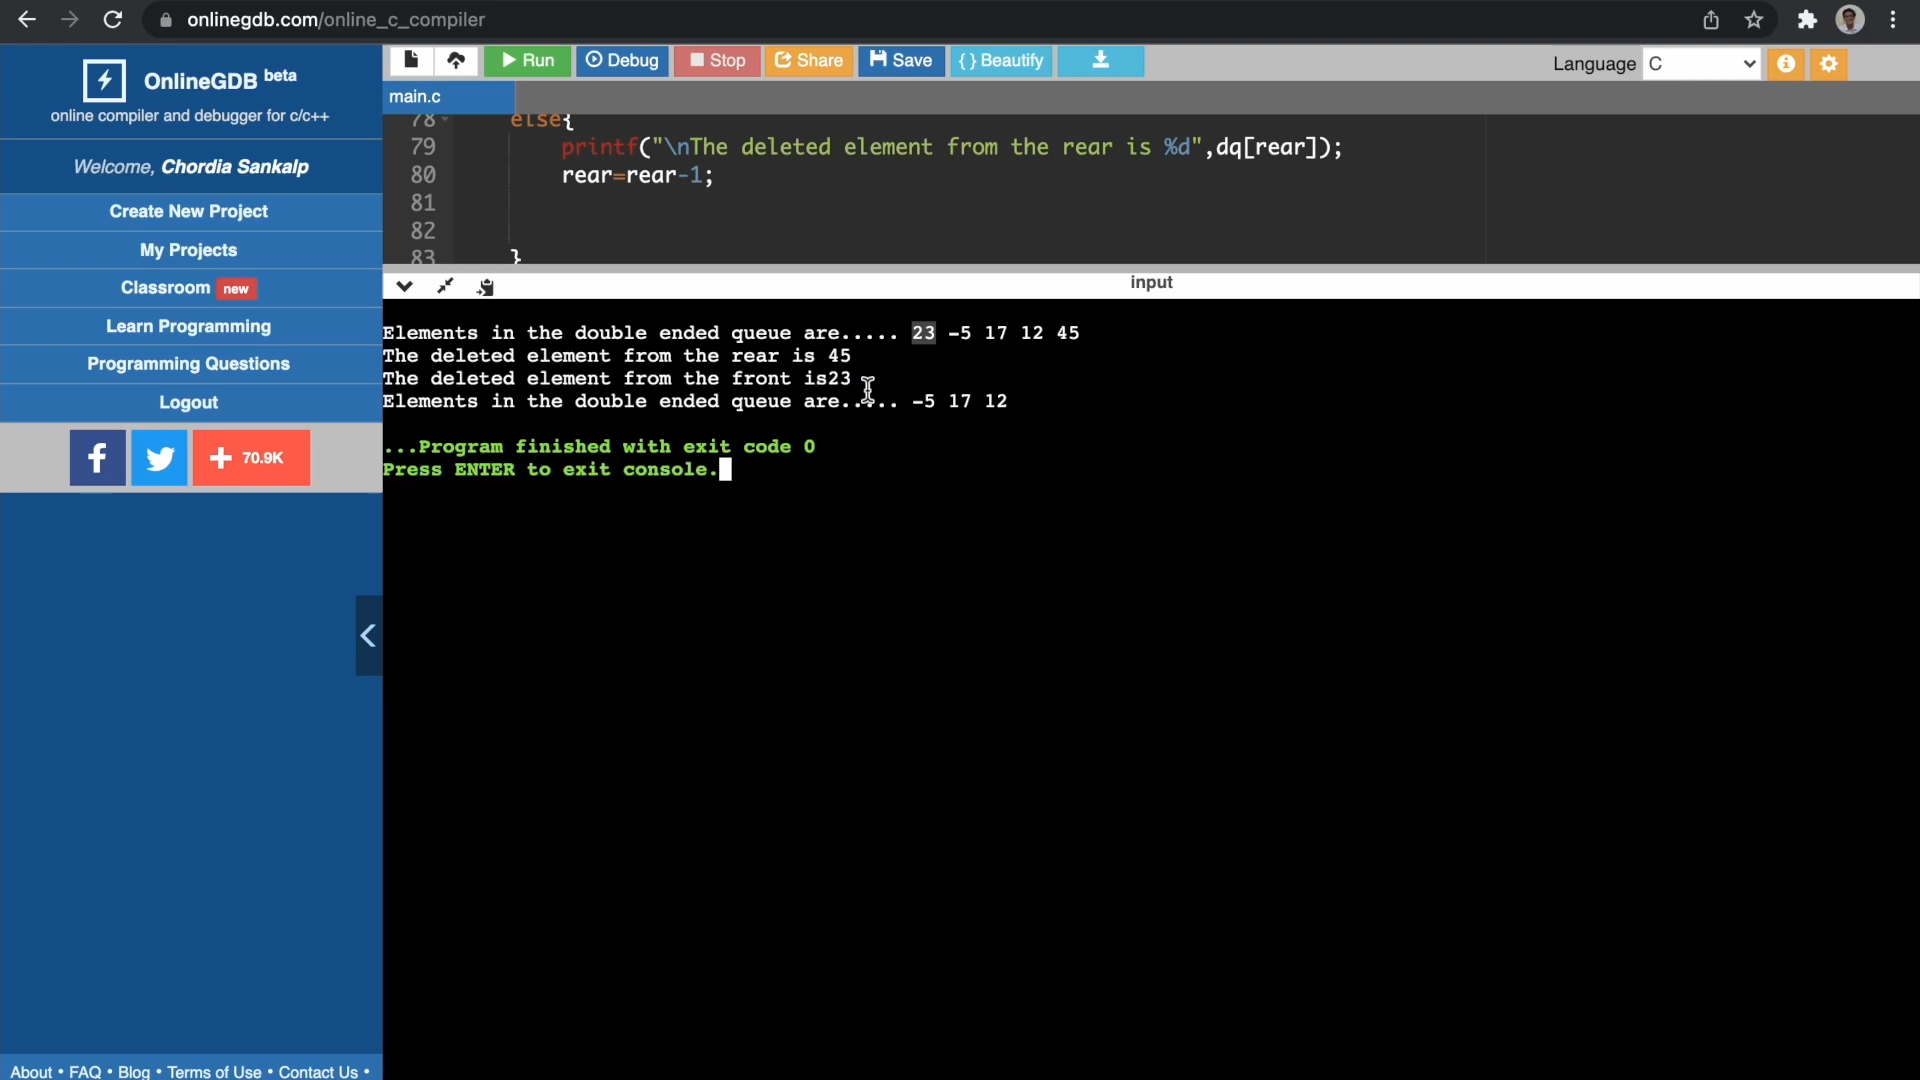 onlinegdb.com/online_c_compiler
OnlineGDB beta
online compiler and debugger for c/c++
Welcome, Chordia Sankalp
Create New Project
My Projects
Classroom new
Learn Programming
Programming Questions
Logout
f + 70.9K
About • FAQ • Blog • Terms of Use • Contact Us •
Run Debug Stop Share Save {} Beautify
Language C
main.c
78 else{
79 printf("\nThe deleted element from the rear is %d",dq[rear]);
80 rear=rear-1;
81
82
83 }
input
Elements in the double ended queue are..... 23 -5 17 12 45
The deleted element from the rear is 45
The deleted element from the front is23
Elements in the double ended queue are..... -5 17 12
...Program finished with exit code 0
Press ENTER to exit console.